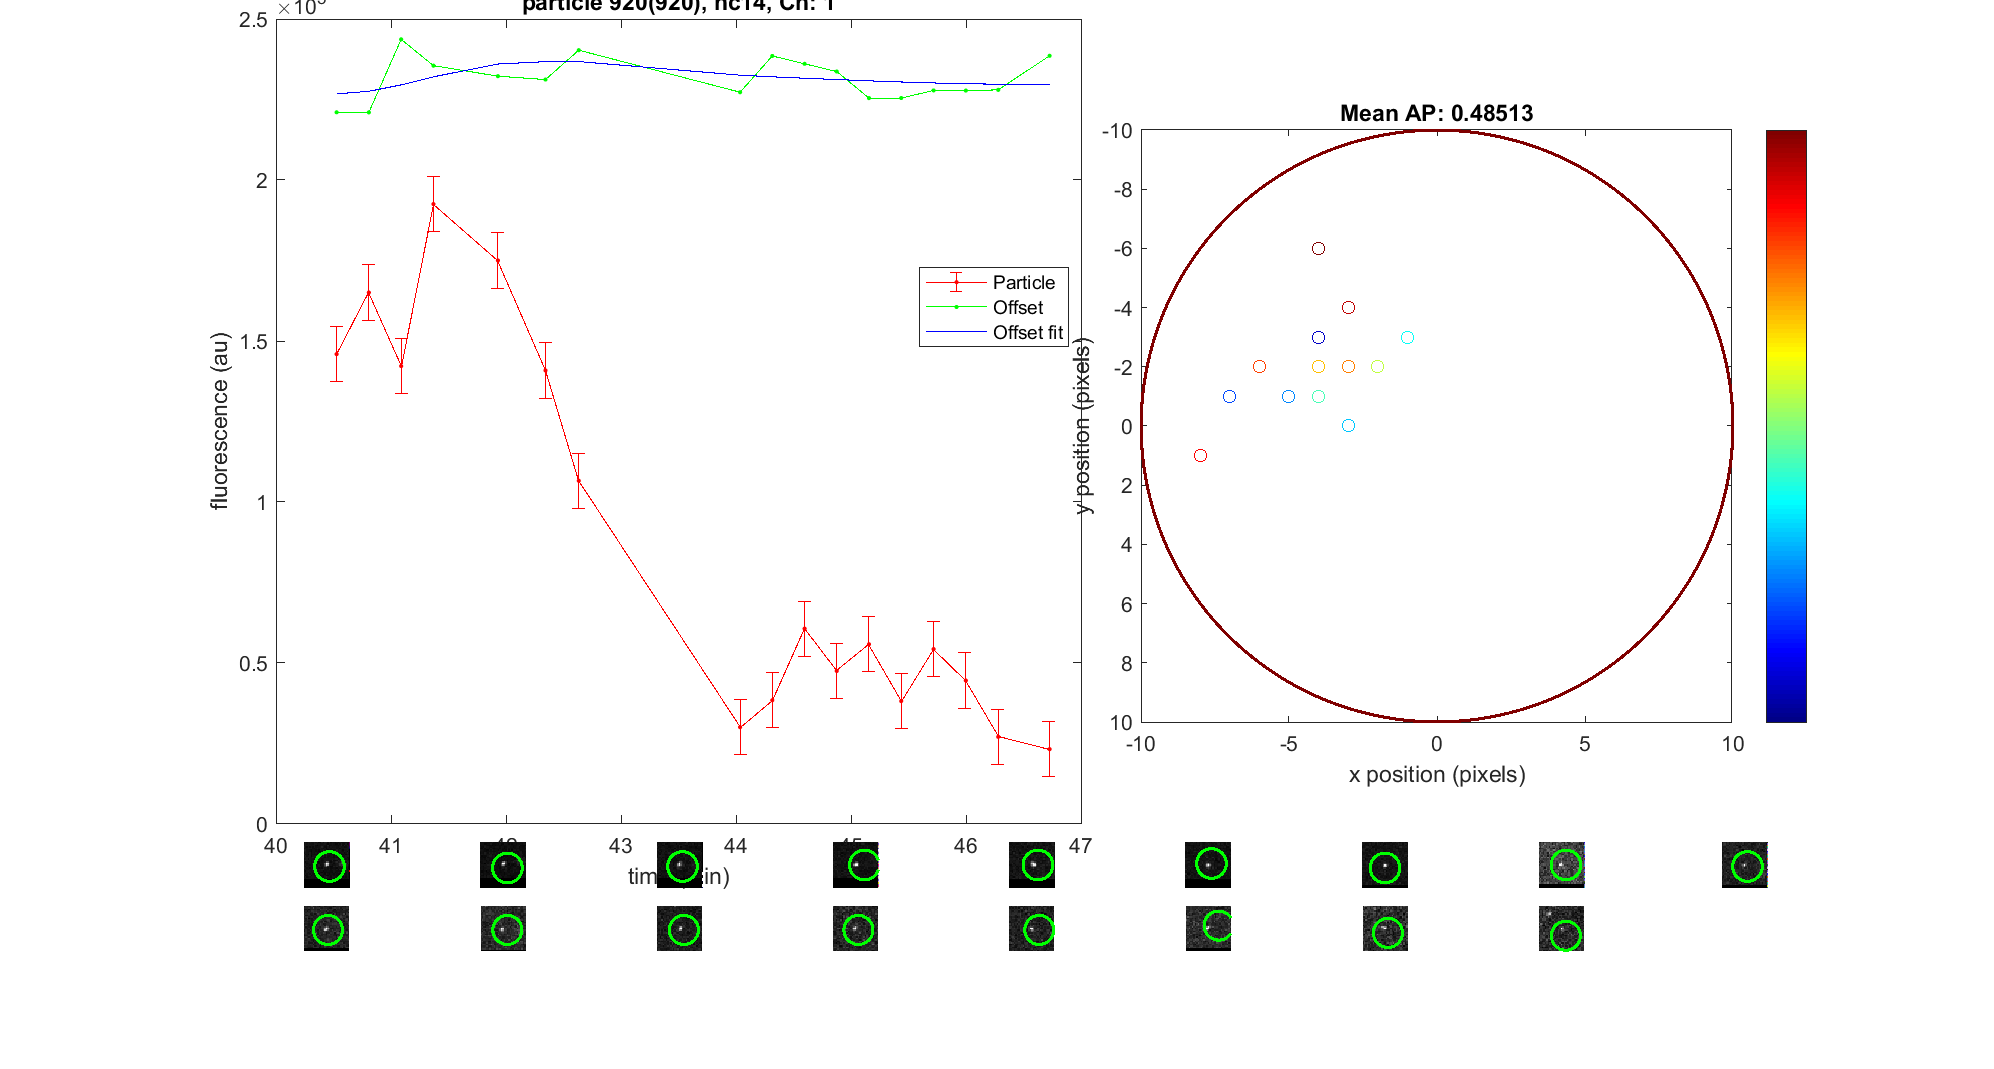 particle 920(920), nc14, Ch: 1
2.5
2
1.5
1
0.5
0
fluorescence (au)
Particle
Offset
Offset fit
40 41 43 44 46 47
Mean AP: 0.48513
-10
-8
-6
-4
-2
0
2
4
6
8
10
y position (pixels)
-10 -5 0 5 10
x position (pixels)